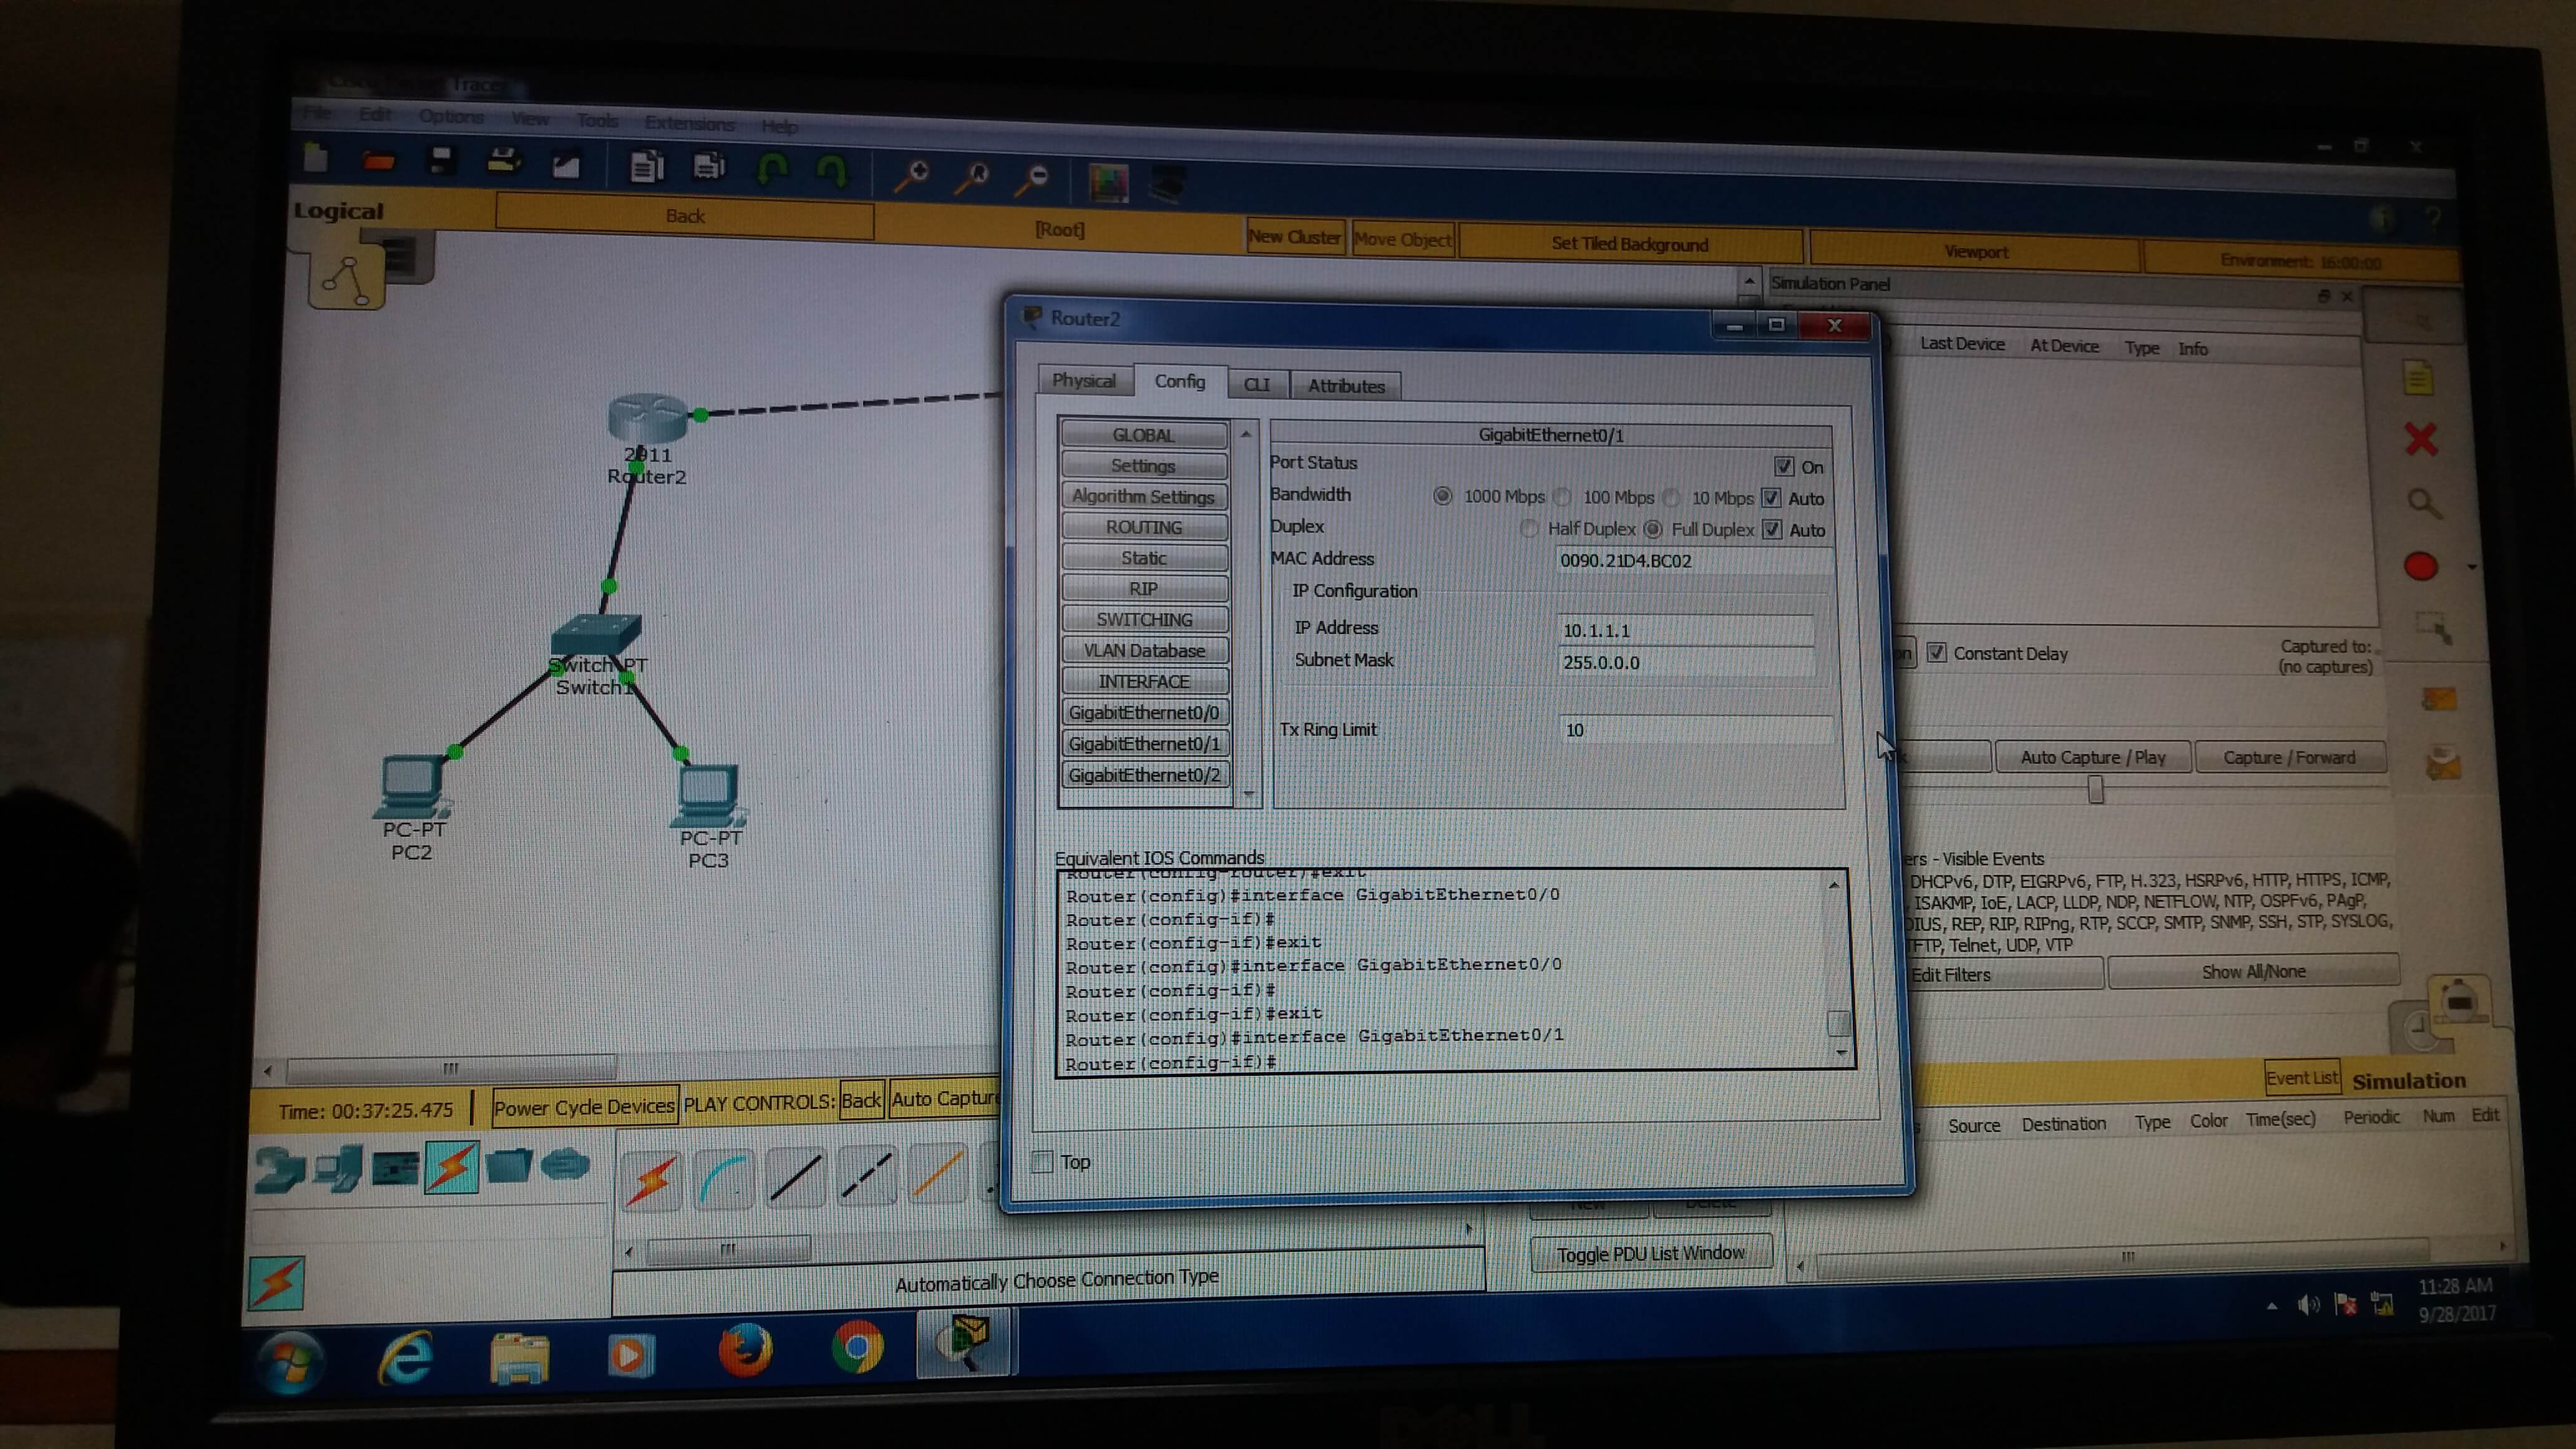 Tracer
File Edit Options View Tools Extensions Help
Logical
Back
[Root]
New Cluster
Move Object
Set Tiled Background
Viewport
Environment: 16:00:00
Simulation Panel
Last Device At Device Type Info
2911
Router2
Switch-PT
Switch1
PC-PT
PC2
PC-PT
PC3
Router2
Physical Config CLI Attributes
GLOBAL
Settings
Algorithm Settings
ROUTING
Static
RIP
SWITCHING
VLAN Database
INTERFACE
GigabitEthernet0/0
GigabitEthernet0/1
GigabitEthernet0/2
GigabitEthernet0/1
Port Status On
Bandwidth 1000 Mbps 100 Mbps 10 Mbps Auto
Duplex Half Duplex Full Duplex Auto
MAC Address 0090.21D4.BC02
IP Configuration
IP Address 10.1.1.1
Subnet Mask 255.0.0.0
Tx Ring Limit 10
Equivalent IOS Commands
Router(config-router)#exit
Router(config)#interface GigabitEthernet0/0
Router(config-if)#
Router(config-if)#exit
Router(config)#interface GigabitEthernet0/0
Router(config-if)#
Router(config-if)#exit
Router(config)#interface GigabitEthernet0/1
Router(config-if)#
Top
Constant Delay
Captured to:
(no captures)
Auto Capture / Play
Capture / Forward
ers - Visible Events
DHCPv6, DTP, EIGRPv6, FTP, H.323, HSRPv6, HTTP, HTTPS, ICMP,
, ISAKMP, IoE, LACP, LLDP, NDP, NETFLOW, NTP, OSPFv6, PAgP,
DIUS, REP, RIP, RIPng, RTP, SCCP, SMTP, SNMP, SSH, STP, SYSLOG,
TFTP, Telnet, UDP, VTP
Edit Filters
Show All/None
Event List
Simulation
Time: 00:37:25.475
Power Cycle Devices
PLAY CONTROLS:
Back
Auto Capture
Source Destination Type Color Time(sec) Periodic Num Edit
New
Delete
Toggle PDU List Window
Automatically Choose Connection Type
11:28 AM
9/28/2017
DELL